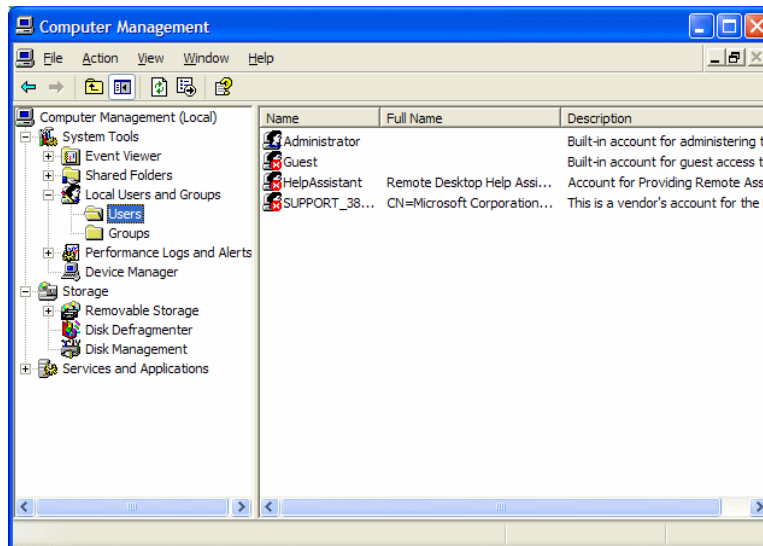 Computer Management
File Action View Window Help
Computer Management (Local)
System Tools
Event Viewer
Shared Folders
Local Users and Groups
Users
Groups
Performance Logs and Alerts
Device Manager
Storage
Removable Storage
Disk Defragmenter
Disk Management
Services and Applications
Name Full Name Description
Administrator Built-in account for administering t
Guest Built-in account for guest access t
HelpAssistant Remote Desktop Help Assi... Account for Providing Remote Ass
SUPPORT_38... CN=Microsoft Corporation... This is a vendor's account for the